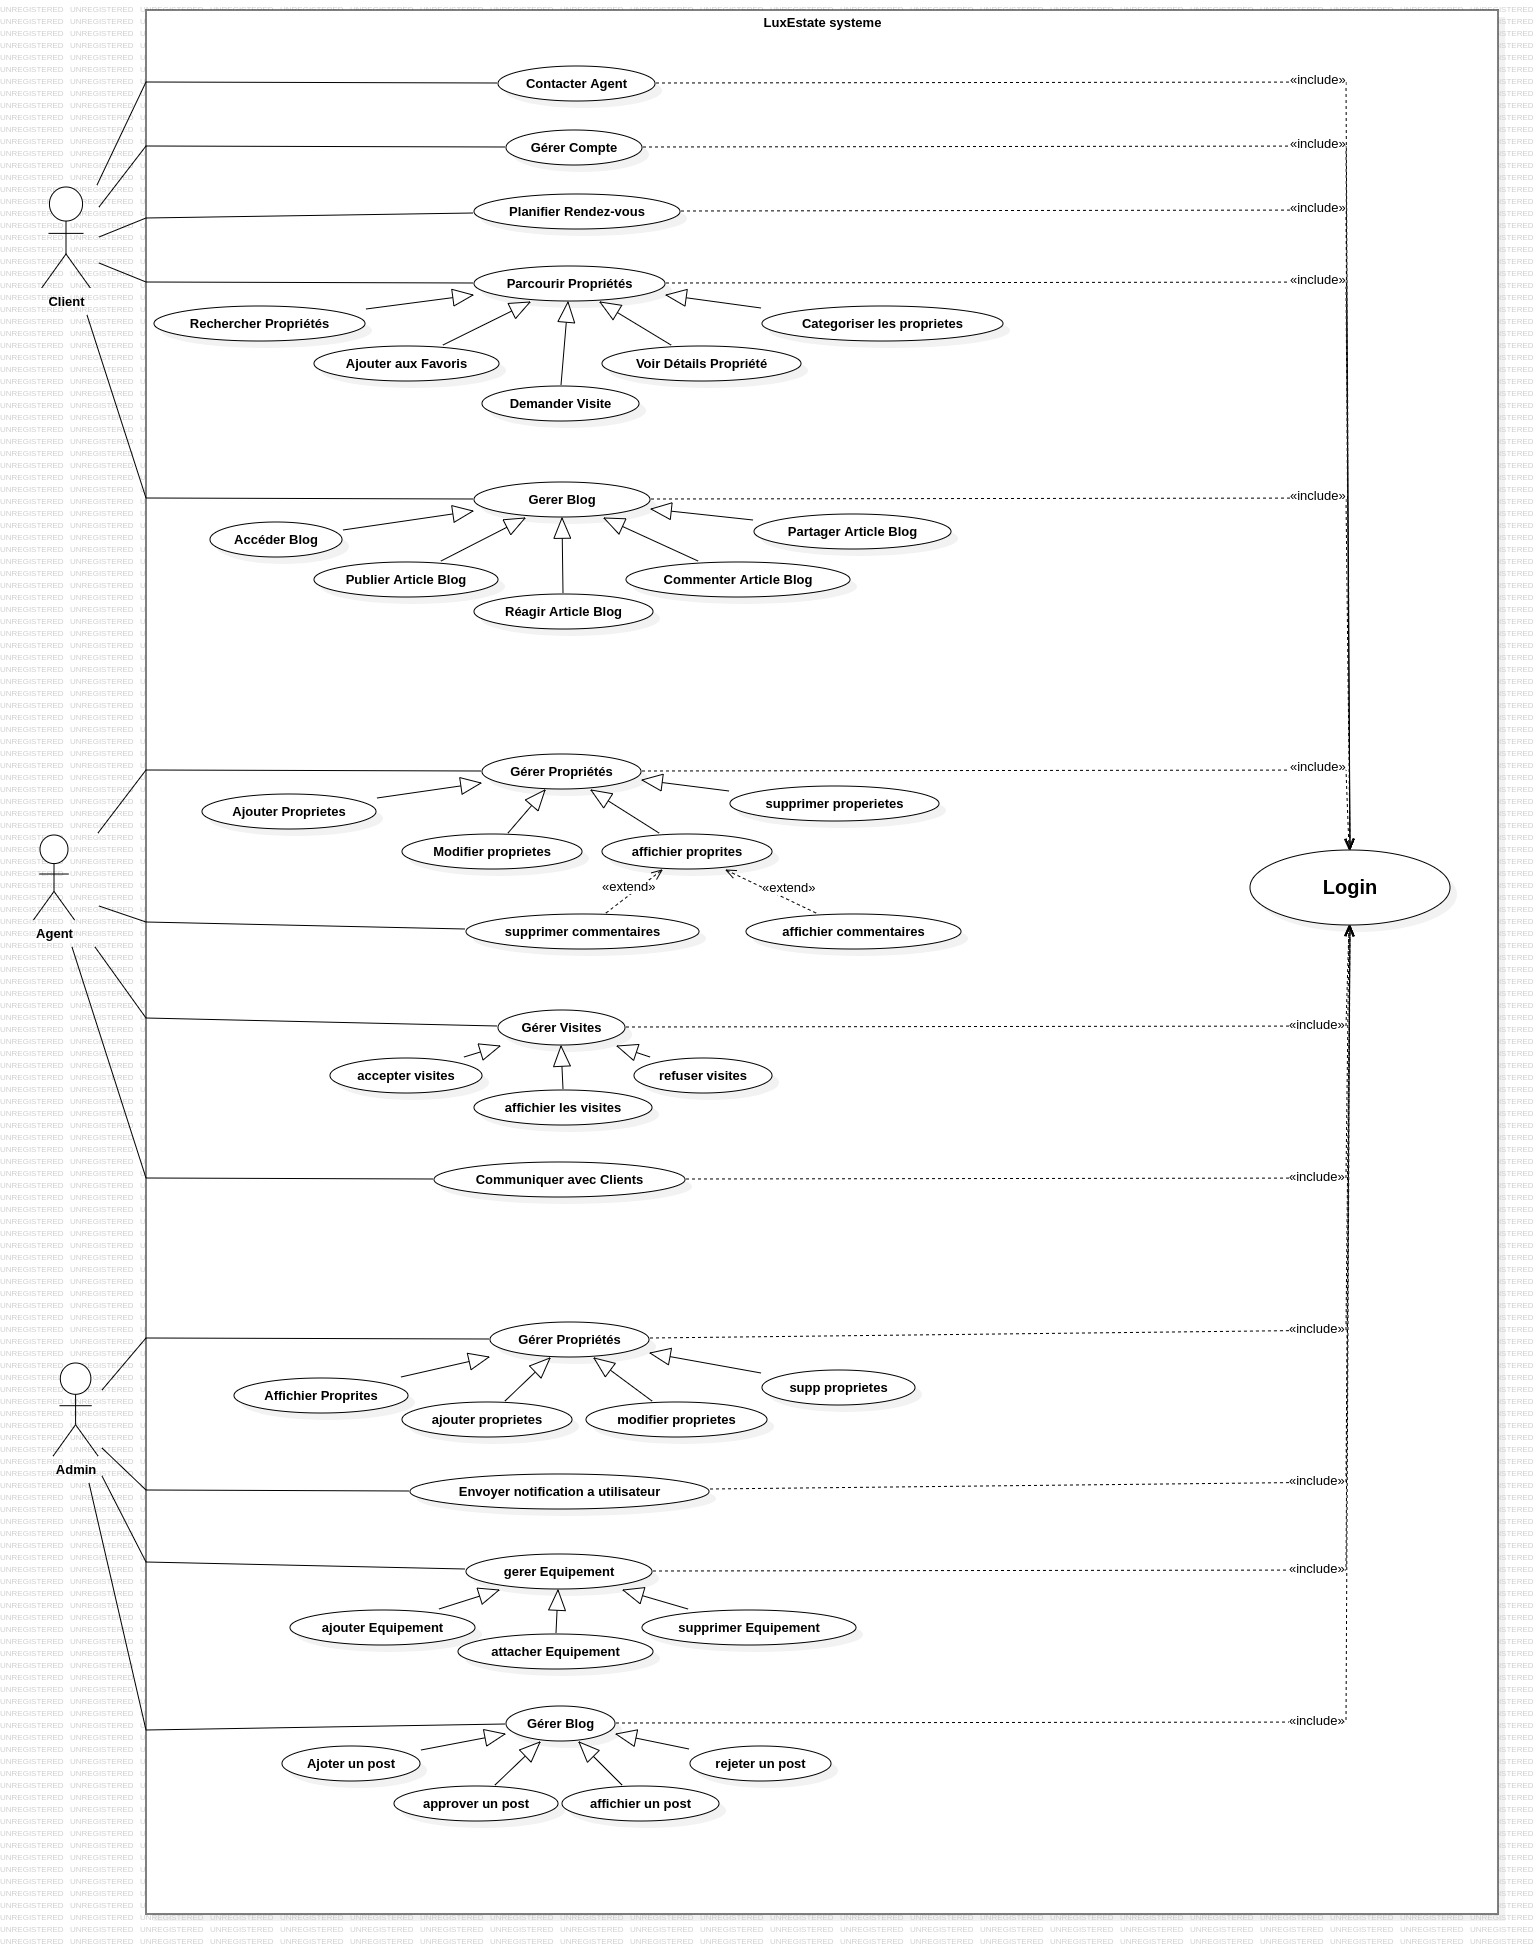 LuxEstate systeme
Contacter Agent
«include»
Gérer Compte
«include»
Planifier Rendez-vous
«include»
Client
Parcourir Propriétés
«include»
Rechercher Propriétés
Categoriser les proprietes
Ajouter aux Favoris
Voir Détails Propriété
Demander Visite
Gerer Blog
«include»
Accéder Blog
Partager Article Blog
Publier Article Blog
Commenter Article Blog
Réagir Article Blog
Gérer Propriétés
«include»
Ajouter Proprietes
supprimer properietes
Modifier proprietes
affichier proprites
«extend»
«extend»
Login
Agent
supprimer commentaires
affichier commentaires
Gérer Visites
«include»
accepter visites
refuser visites
affichier les visites
Communiquer avec Clients
«include»
Gérer Propriétés
«include»
Affichier Proprites
supp proprietes
ajouter proprietes
modifier proprietes
Admin
Envoyer notification a utilisateur
«include»
gerer Equipement
«include»
ajouter Equipement
supprimer Equipement
attacher Equipement
Gérer Blog
«include»
Ajoter un post
rejeter un post
approver un post
affichier un post
UNREGISTERED